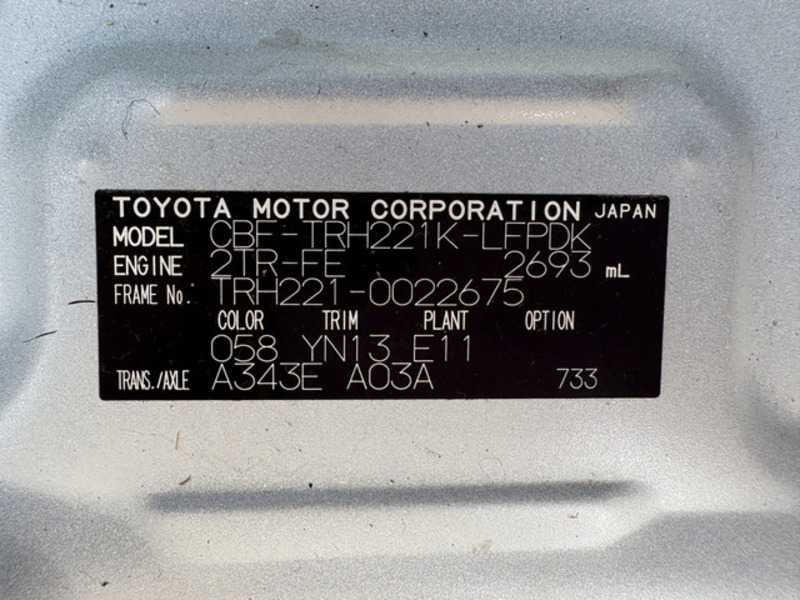 TOYOTA MOTOR CORPORATION JAPAN
MODEL CBF-TRH221K-LFPDK
ENGINE 2TR-FE 2693 mL
FRAME No. TRH221-0022675
COLOR TRIM PLANT OPTION
058 YN13 E11
TRANS./AXLE A343E A03A 733